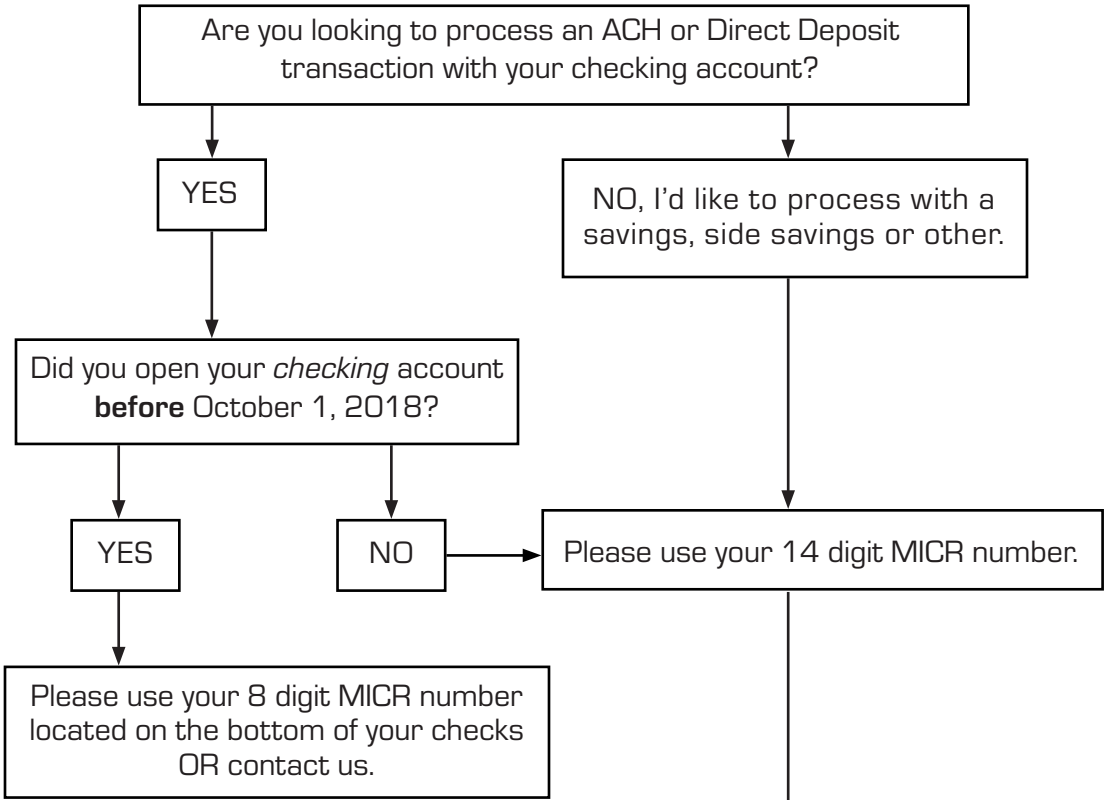 Are you looking to process an ACH or Direct Deposit
transaction with your checking account?
YES
NO, I'd like to process with a
savings, side savings or other.
Did you open your checking account
before October 1, 2018?
YES
NO
Please use your 14 digit MICR number.
Please use your 8 digit MICR number
located on the bottom of your checks
OR contact us.